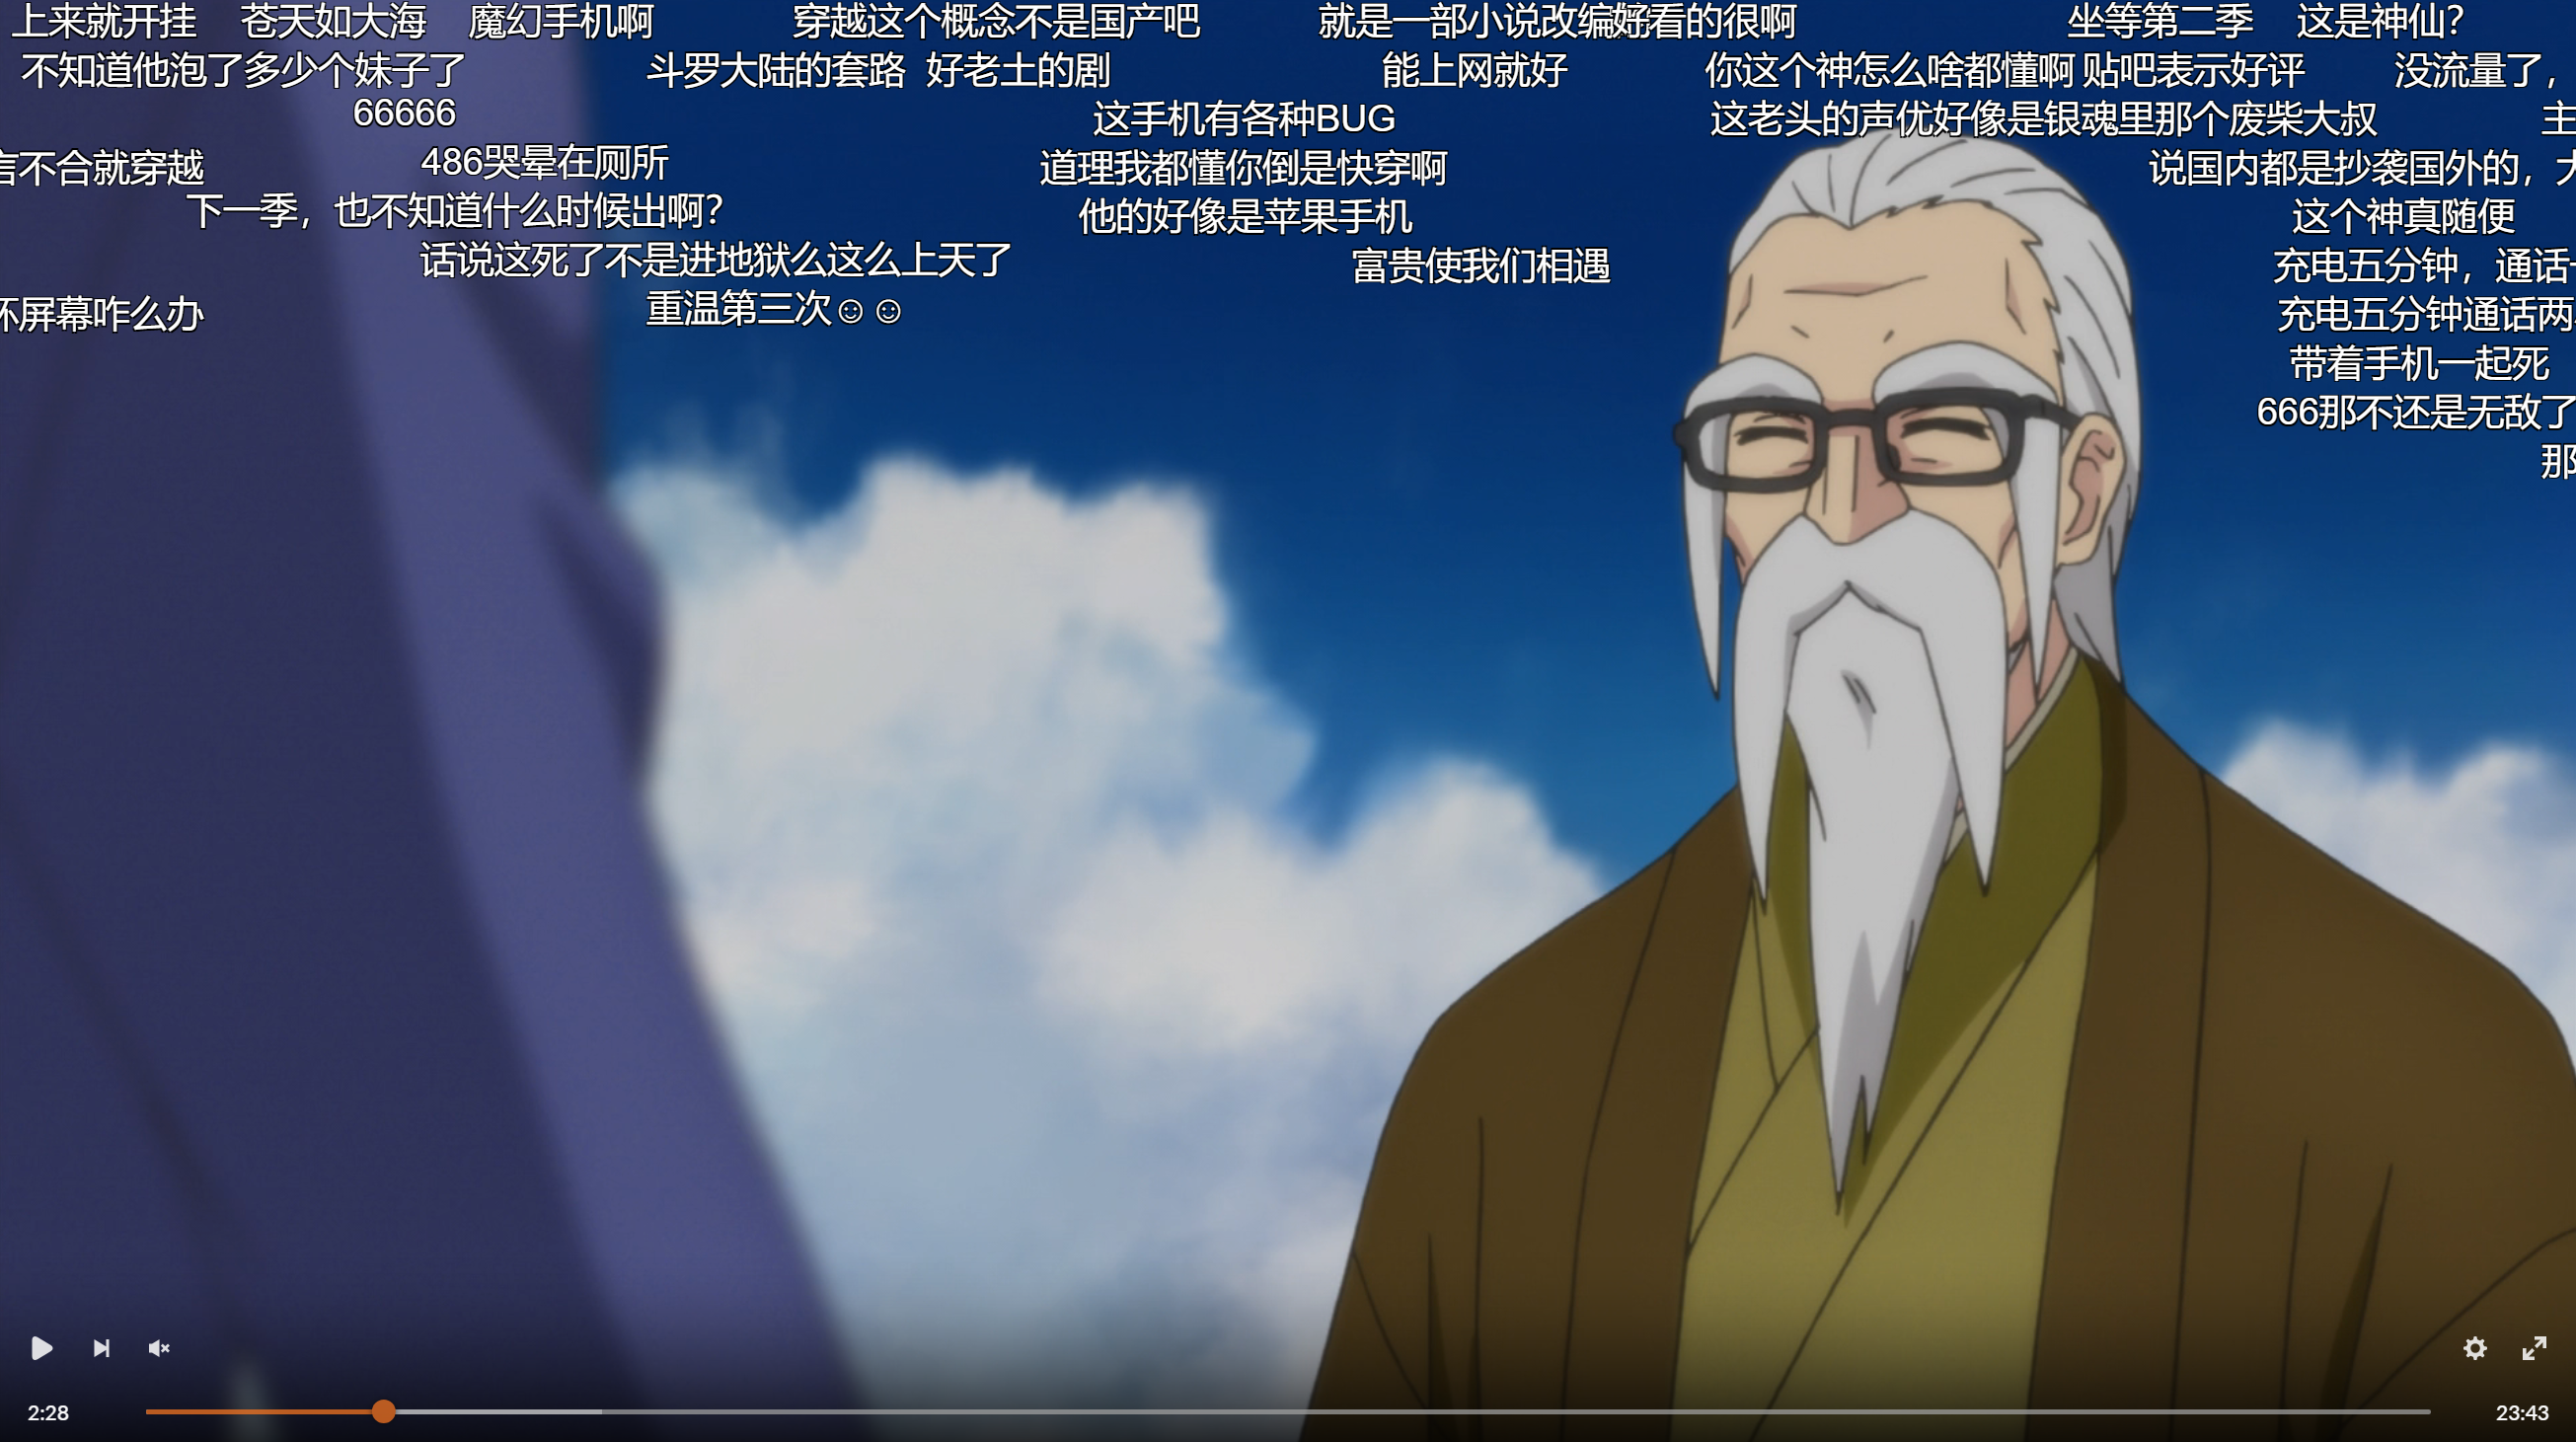 上来就开挂 苍天如大海 魔幻手机啊 穿越这个概念不是国产吧 就是一部小说改编 好看的很啊 坐等第二季 这是神仙？
不知道他泡了多少个妹子了 斗罗大陆的套路 好老土的剧 能上网就好 你这个神怎么啥都懂啊 贴吧表示好评 没流量了，
66666 这手机有各种BUG 这老头的声优好像是银魂里那个废柴大叔 主
言不合就穿越 486哭晕在厕所 道理我都懂你倒是快穿啊 说国内都是抄袭国外的，
下一季，也不知道什么时候出啊？ 他的好像是苹果手机 这个神真随便
话说这死了不是进地狱么这么上天了 富贵使我们相遇 充电五分钟，通话
坏屏幕咋么办 重温第三次☺☺ 充电五分钟通话两
带着手机一起死
666那不还是无敌了
那
2:28 23:43